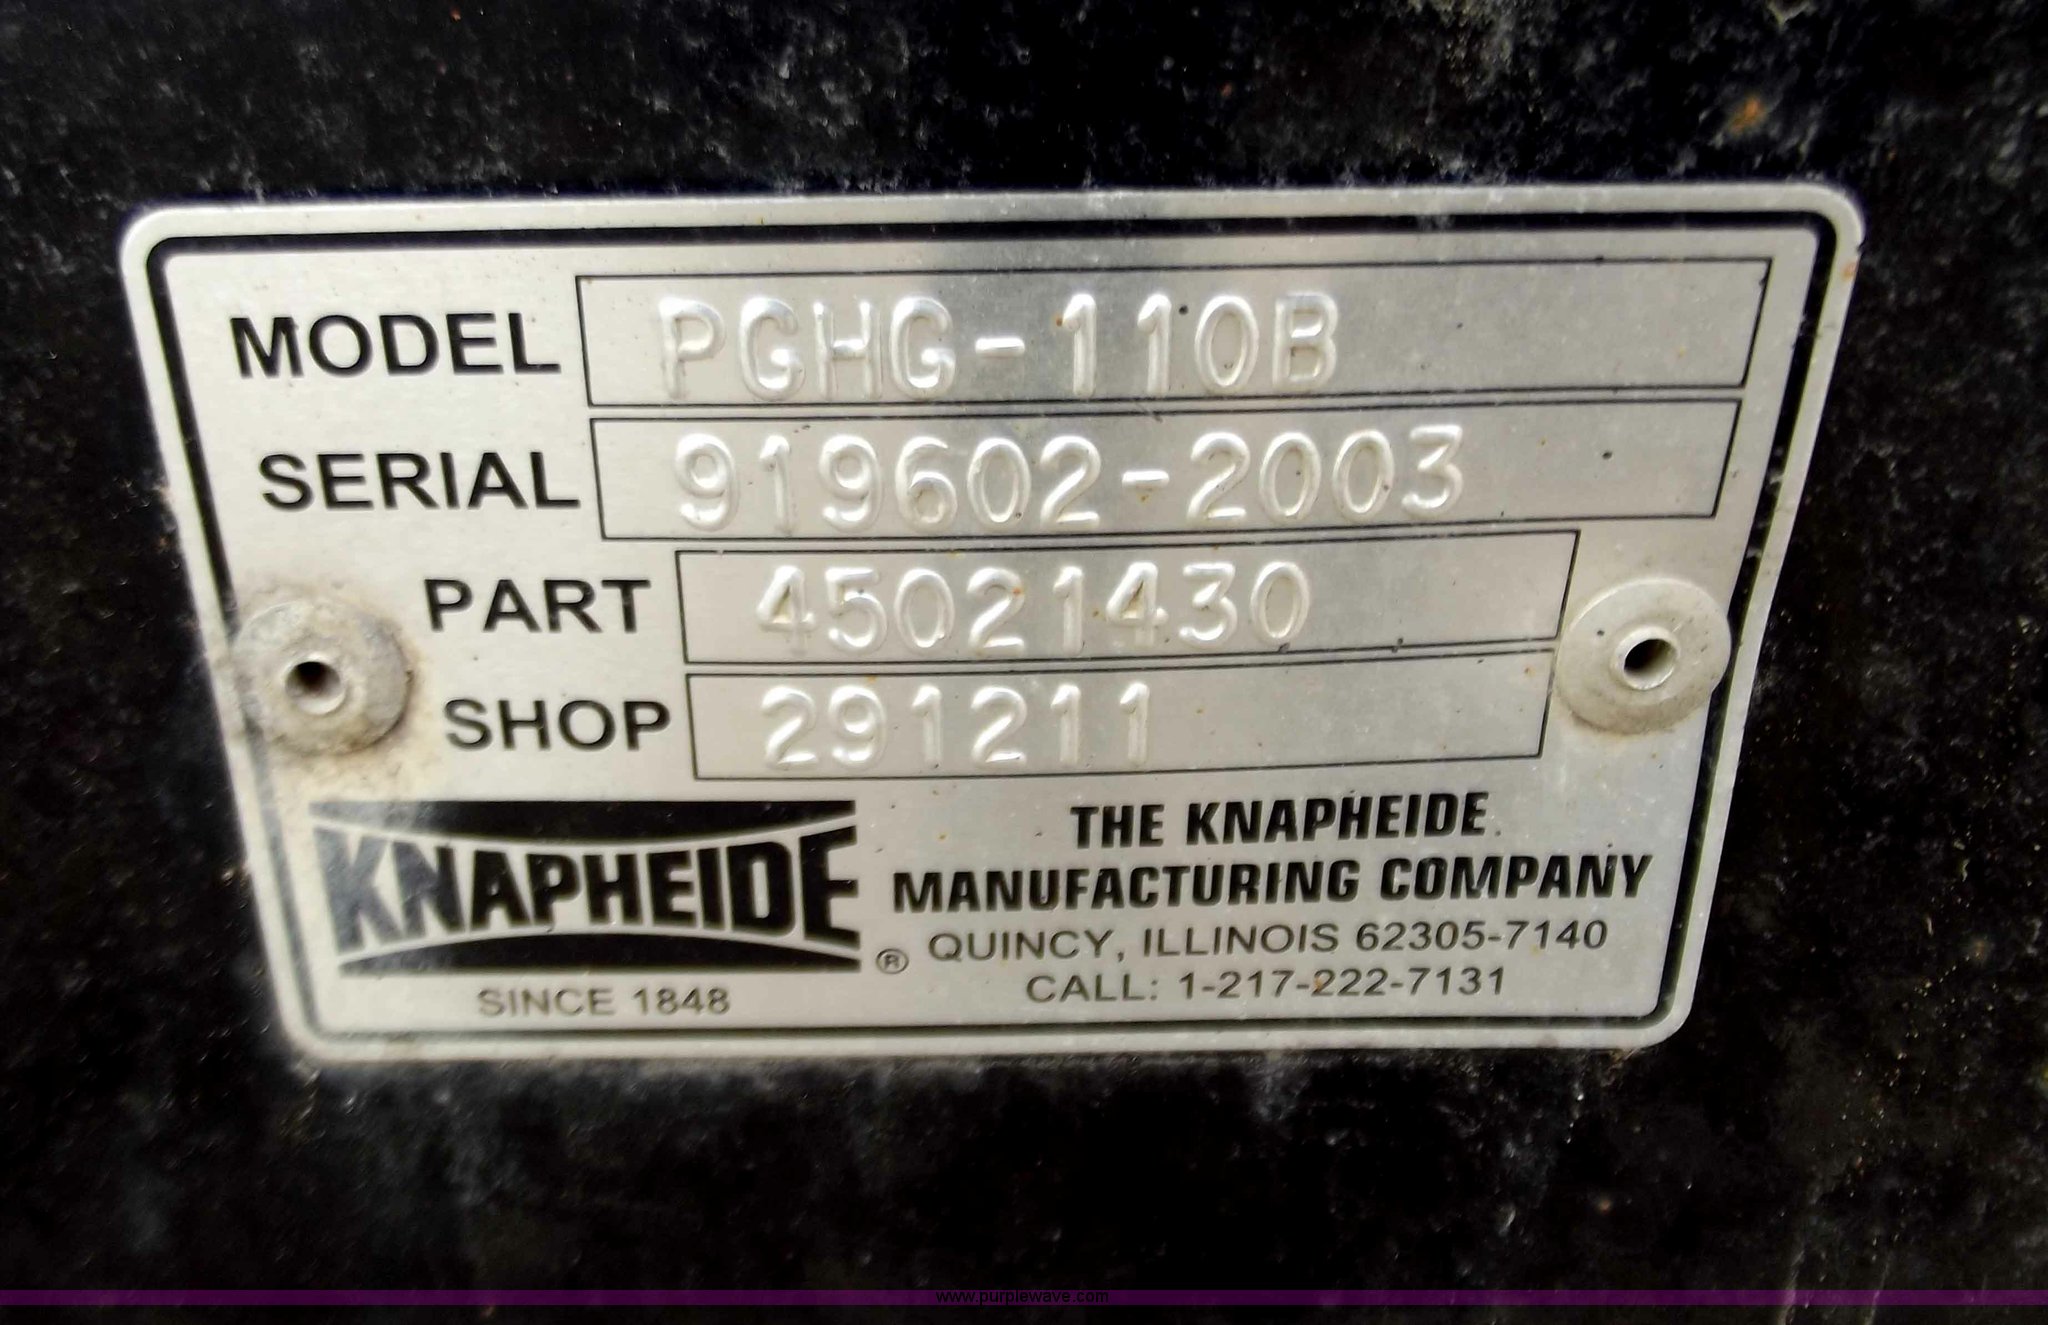 MODEL PGHG-110B
SERIAL 919602-2003
PART 45021430
SHOP 291211
KNAPHEIDE ®
SINCE 1848
THE KNAPHEIDE
MANUFACTURING COMPANY
QUINCY, ILLINOIS 62305-7140
CALL: 1-217-222-7131
www.purplewave.com